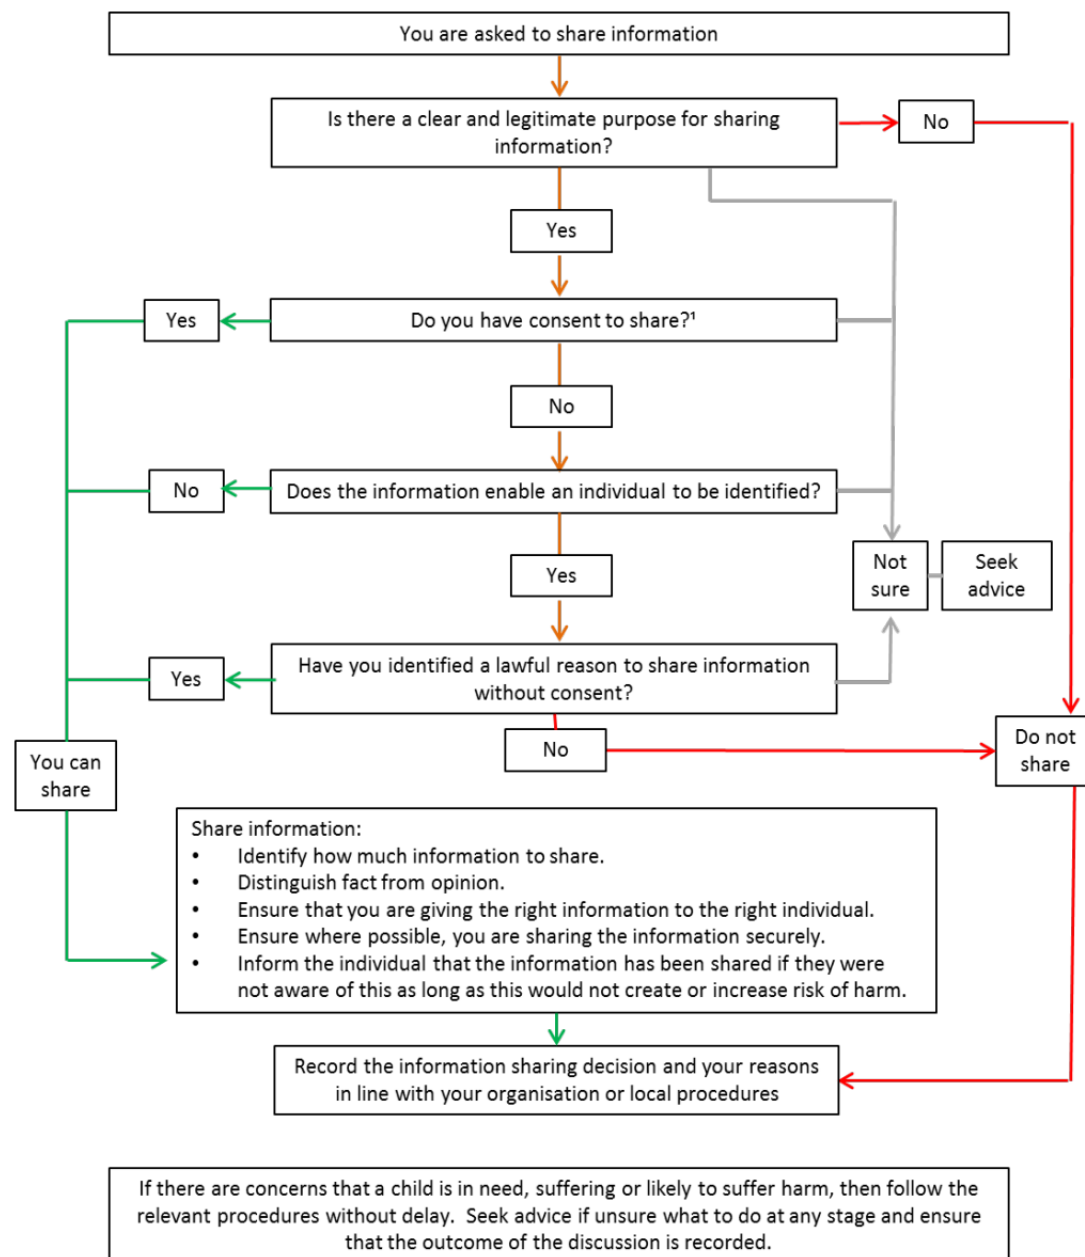 You are asked to share information
Is there a clear and legitimate purpose for sharing
information?
No
Yes
Yes
Do you have consent to share?¹
No
No
Does the information enable an individual to be identified?
Yes
Not
sure
Seek
advice
Yes
Have you identified a lawful reason to share information
without consent?
No
Do not
share
You can
share
Share information:
• Identify how much information to share.
• Distinguish fact from opinion.
• Ensure that you are giving the right information to the right individual.
• Ensure where possible, you are sharing the information securely.
• Inform the individual that the information has been shared if they were
not aware of this as long as this would not create or increase risk of harm.
Record the information sharing decision and your reasons
in line with your organisation or local procedures
If there are concerns that a child is in need, suffering or likely to suffer harm, then follow the
relevant procedures without delay.  Seek advice if unsure what to do at any stage and ensure
that the outcome of the discussion is recorded.